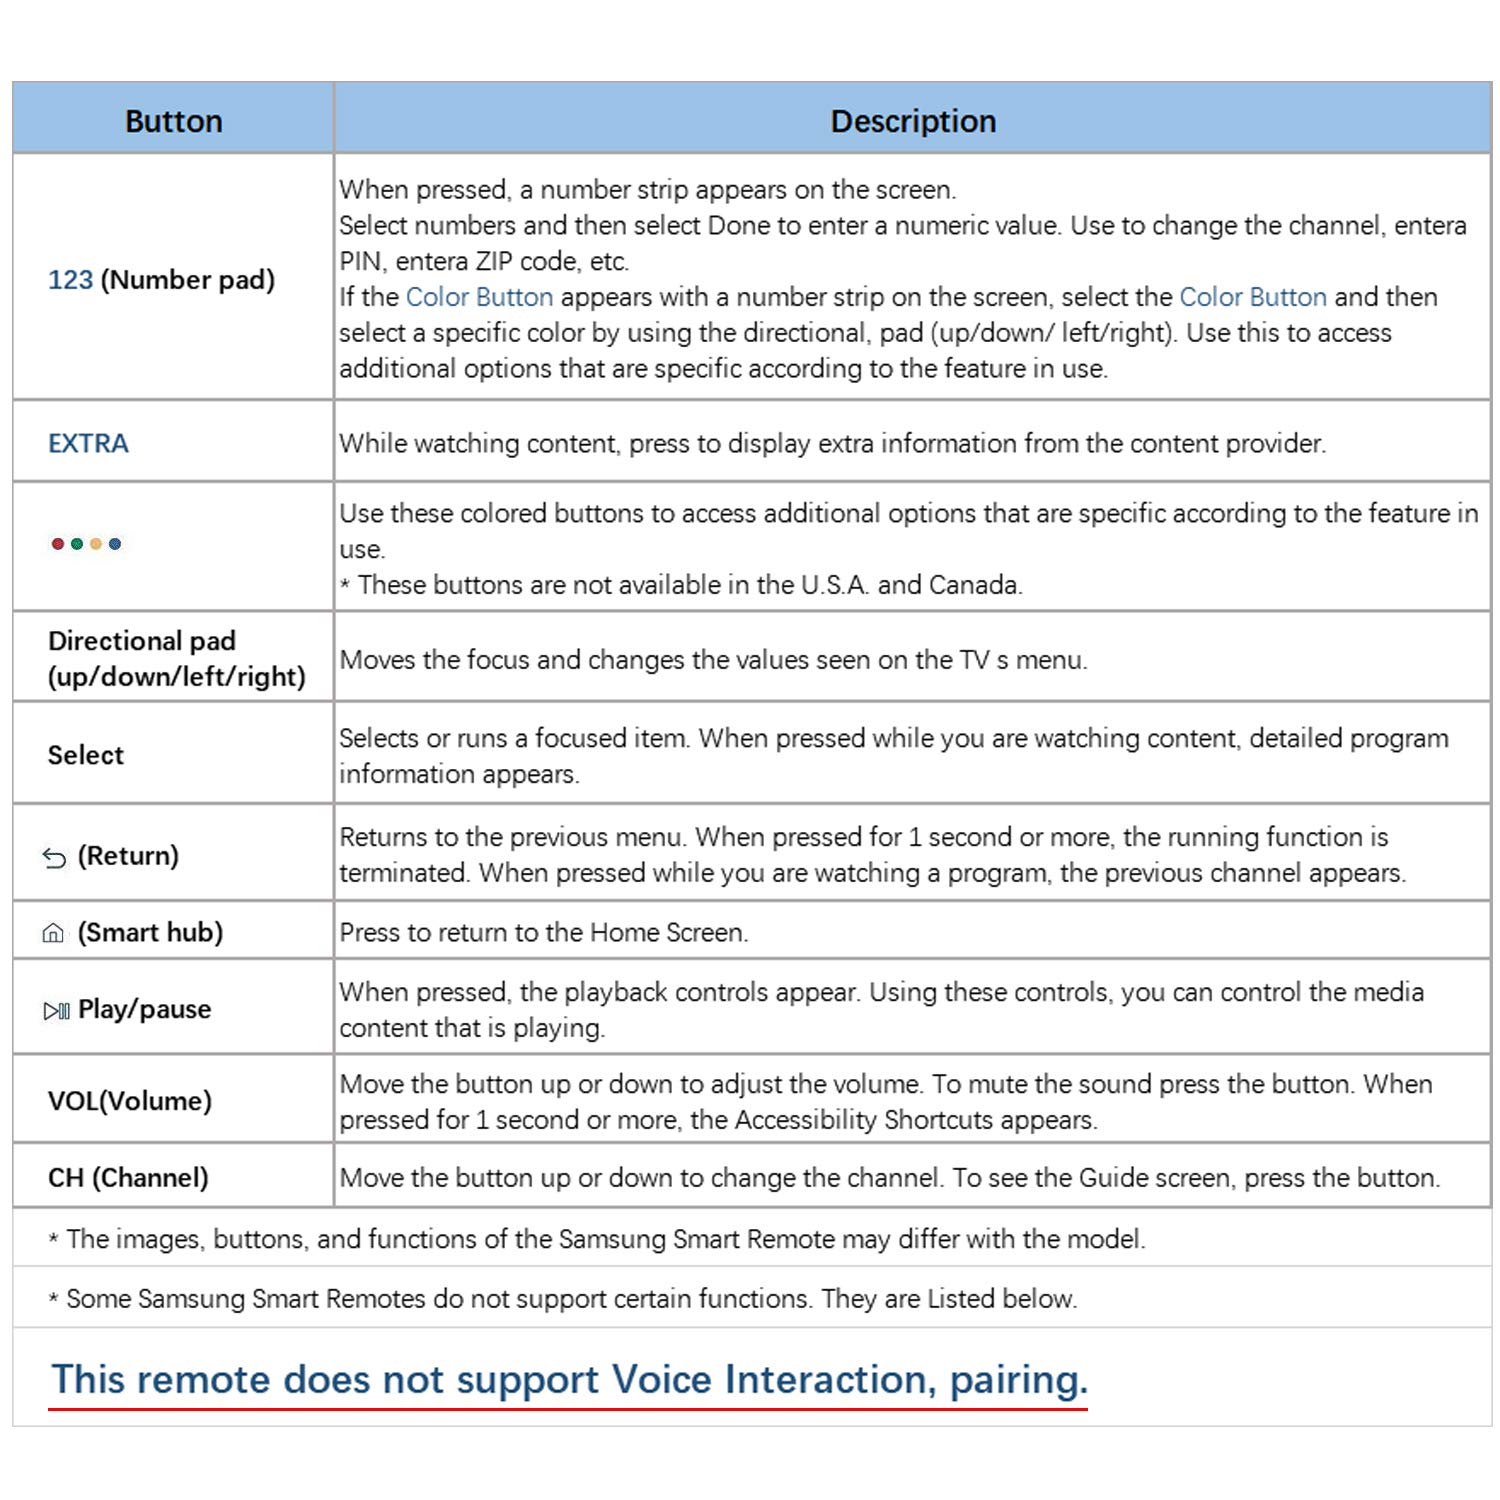 Button
Description
123 (Number pad)
When pressed, a number strip appears on the screen.
Select numbers and then select Done to enter a numeric value. Use to change the channel, entera
PIN, entera ZIP code, etc.
If the Color Button appears with a number strip on the screen, select the Color Button and then
select a specific color by using the directional, pad (up/down/ left/right). Use this to access
additional options that are specific according to the feature in use.
EXTRA
While watching content, press to display extra information from the content provider.
Use these colored buttons to access additional options that are specific according to the feature in
use.
* These buttons are not available in the U.S.A. and Canada.
Directional pad
(up/down/left/right)
Moves the focus and changes the values seen on the TV s menu.
Select
Selects or runs a focused item. When pressed while you are watching content, detailed program
information appears.
(Return)
Returns to the previous menu. When pressed for 1 second or more, the running function is
terminated. When pressed while you are watching a program, the previous channel appears.
(Smart hub)
Press to return to the Home Screen.
Play/pause
When pressed, the playback controls appear. Using these controls, you can control the media
content that is playing.
VOL(Volume)
Move the button up or down to adjust the volume. To mute the sound press the button. When
pressed for 1 second or more, the Accessibility Shortcuts appears.
CH (Channel)
Move the button up or down to change the channel. To see the Guide screen, press the button.
* The images, buttons, and functions of the Samsung Smart Remote may differ with the model.
* Some Samsung Smart Remotes do not support certain functions. They are Listed below.
This remote does not support Voice Interaction, pairing.